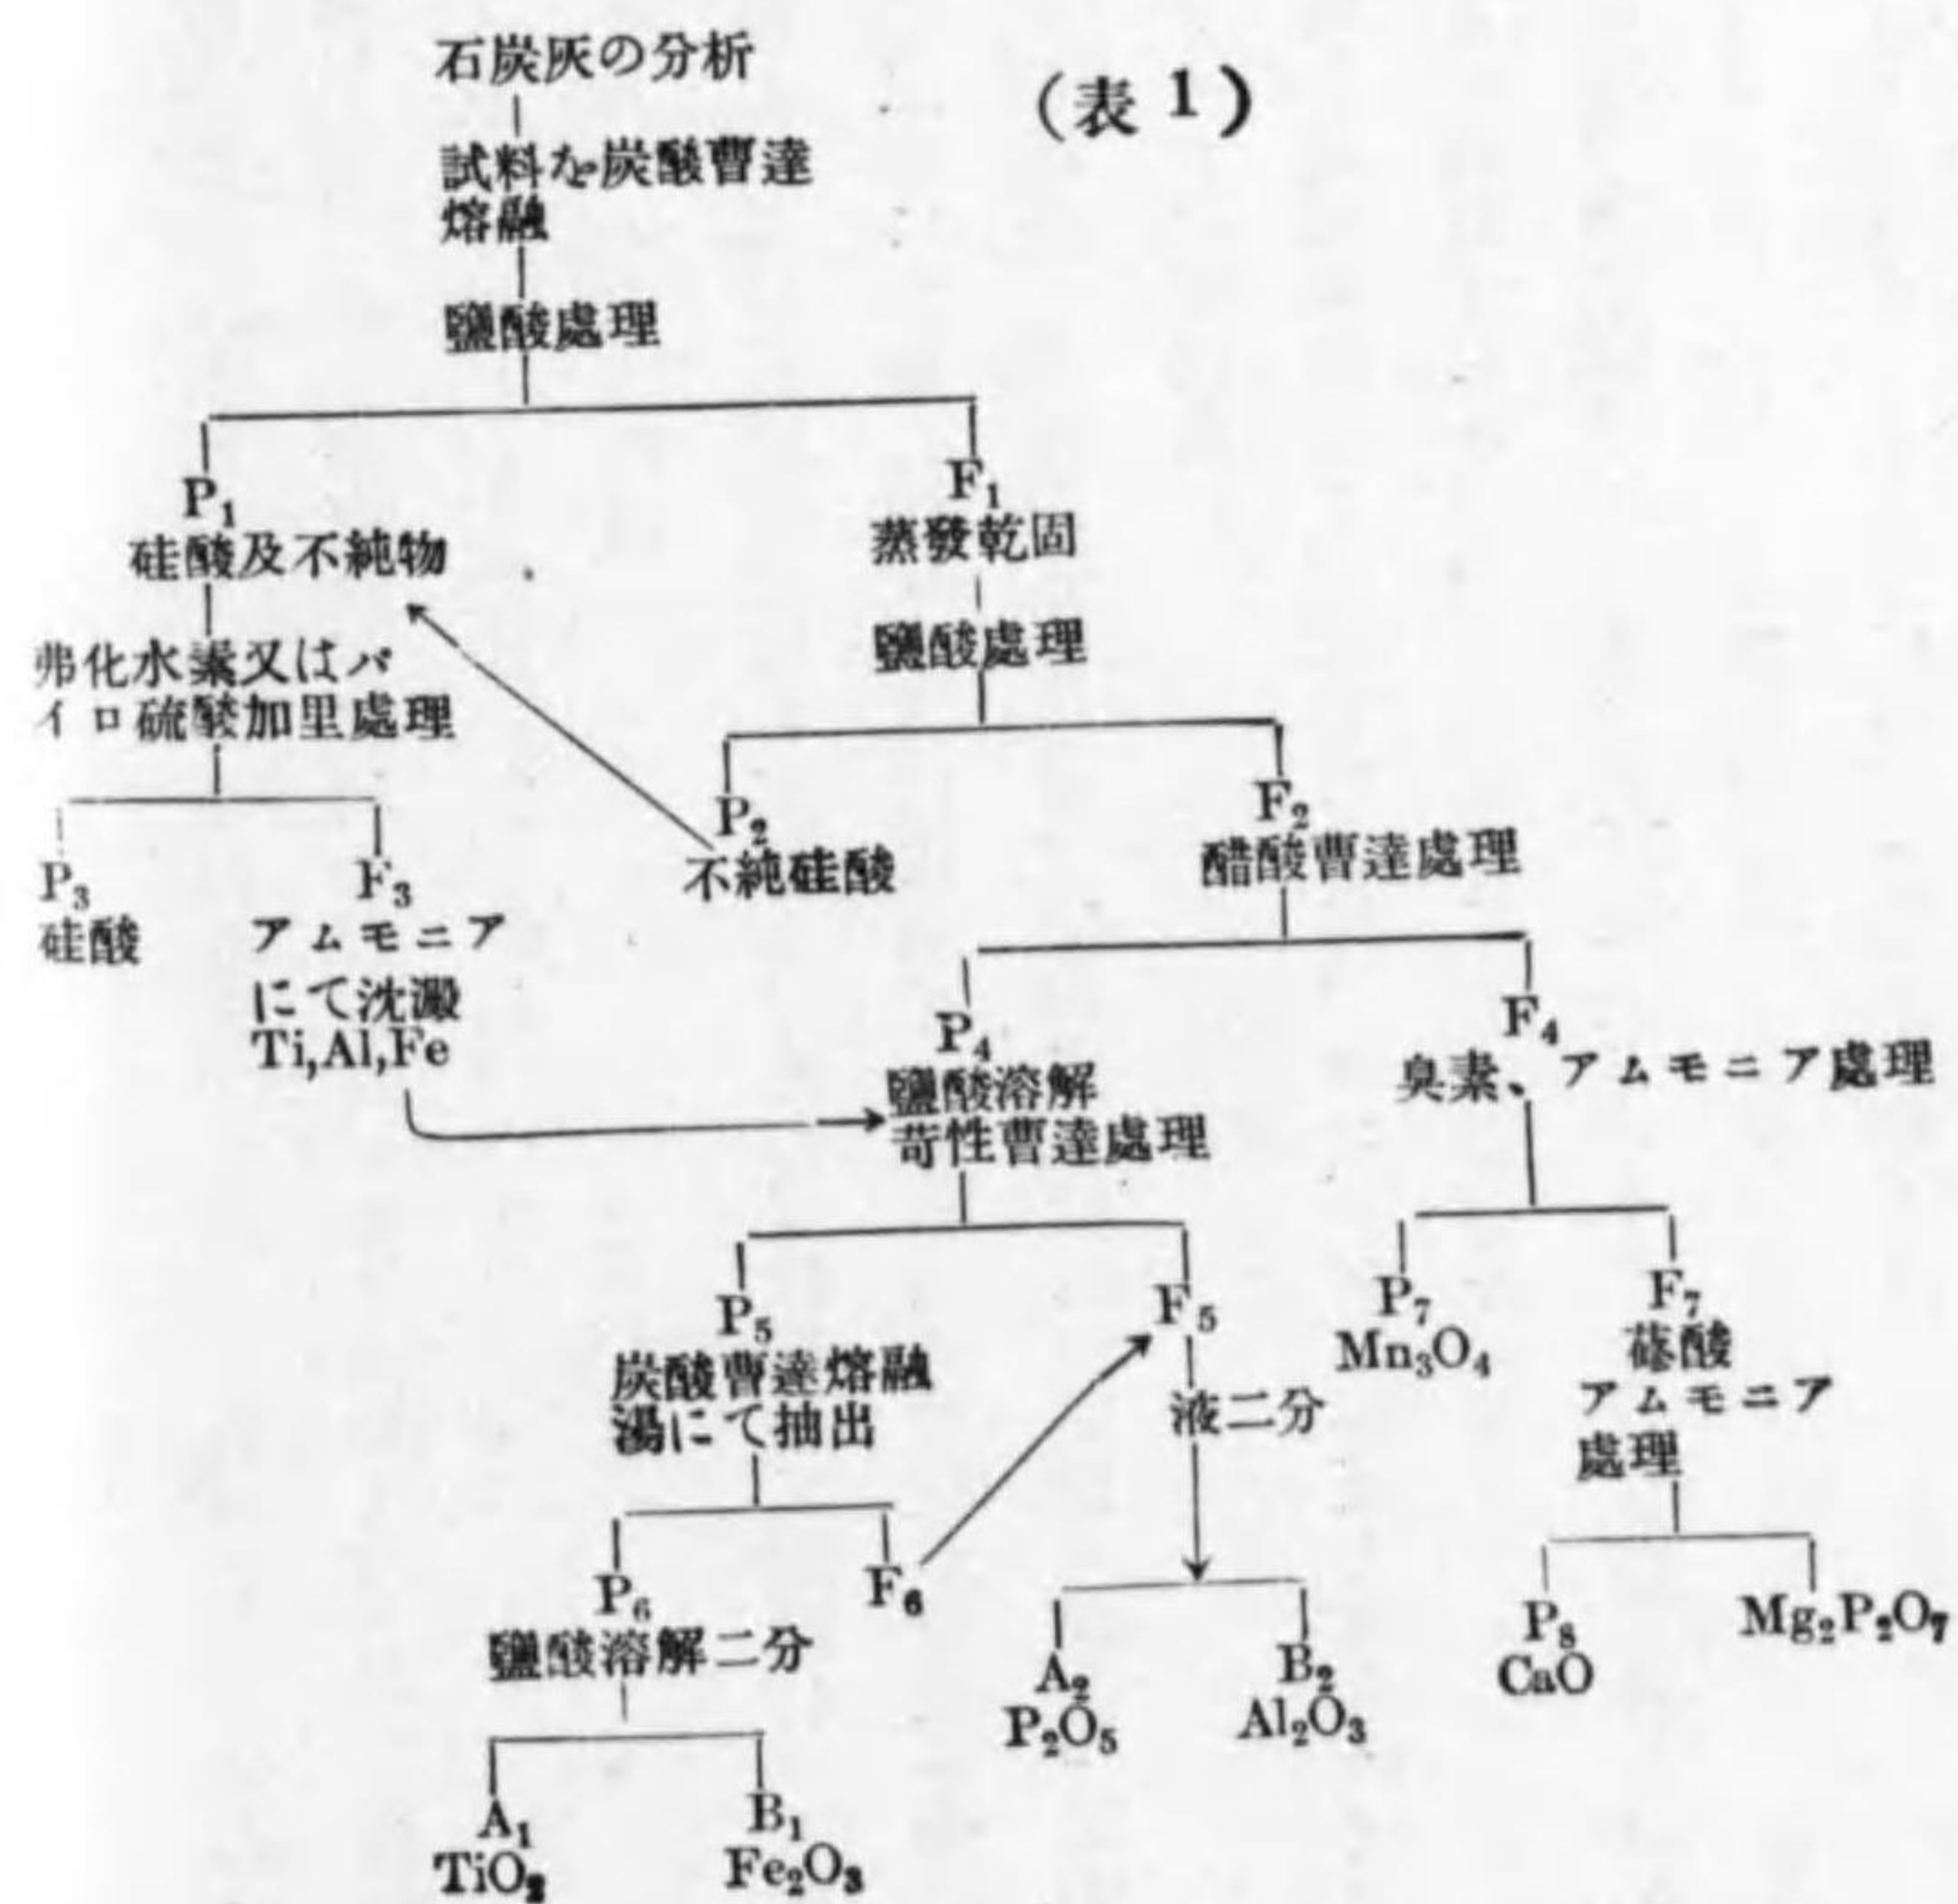 石炭灰の分析
（表 1）
試料を炭酸曹達
熔融
鹽酸處理
P₁
硅酸及不純物
F₁
蒸發乾固
鹽酸處理
弗化水素又はパ
イロ硫酸加里處理
P₂
不純硅酸
F₂
醋酸曹達處理
P₃
硅酸
F₃
アムモニア
にて沈澱
Ti,Al,Fe
P₄
鹽酸溶解
苛性曹達處理
F₄
臭素、アムモニア處理
P₅
炭酸曹達熔融
湯にて抽出
F₅
液二分
P₇
Mn₃O₄
F₇
蓚酸
アムモニア
處理
P₆
鹽酸溶解二分
F₆
A₂
P₂O₅
B₂
Al₂O₃
P₈
CaO
Mg₂P₂O₇
A₁
TiO₂
B₁
Fe₂O₃